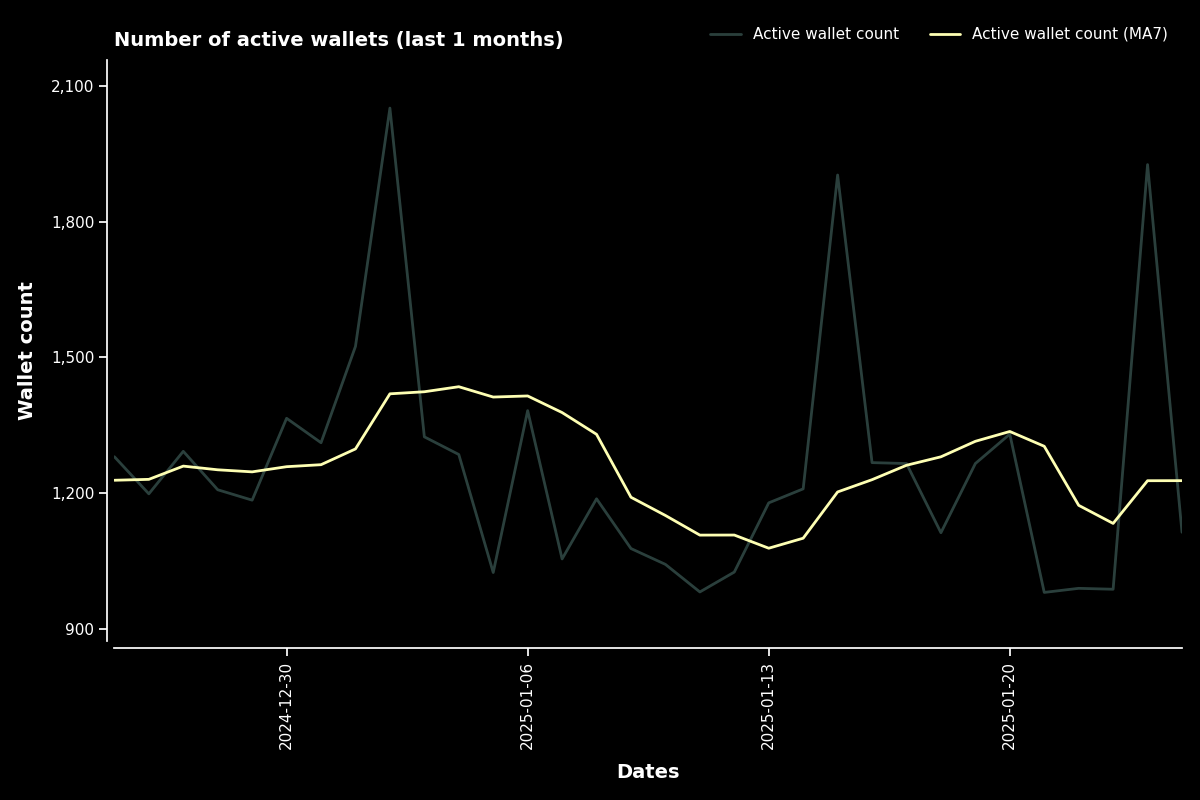 Number of active wallets (last 1 months)
Active wallet count
Active wallet count (MA7)
2,100
1,800
1,500
1,200
900
Wallet count
2024-12-30
2025-01-06
2025-01-13
2025-01-20
Dates